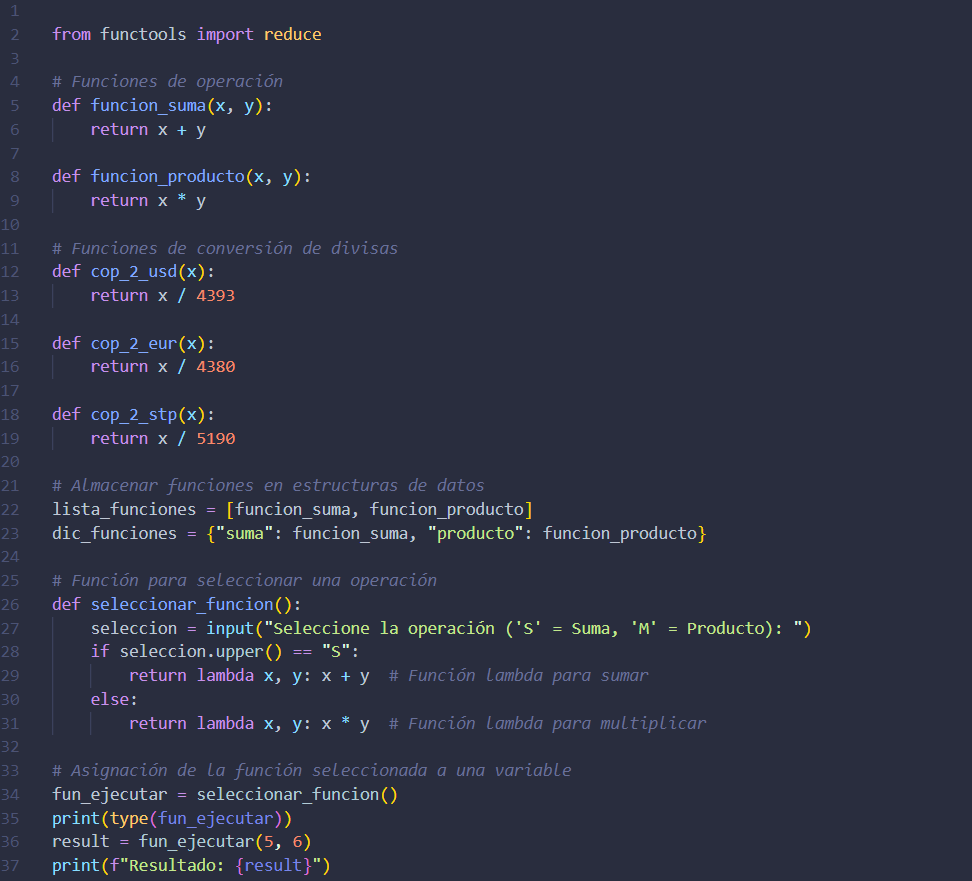 1
2 from functools import reduce
3
4 # Funciones de operación
5 def funcion_suma(x, y):
6     return x + y
7
8 def funcion_producto(x, y):
9     return x * y
10
11 # Funciones de conversión de divisas
12 def cop_2_usd(x):
13     return x / 4393
14
15 def cop_2_eur(x):
16     return x / 4380
17
18 def cop_2_stp(x):
19     return x / 5190
20
21 # Almacenar funciones en estructuras de datos
22 lista_funciones = [funcion_suma, funcion_producto]
23 dic_funciones = {"suma": funcion_suma, "producto": funcion_producto}
24
25 # Función para seleccionar una operación
26 def seleccionar_funcion():
27     seleccion = input("Seleccione la operación ('S' = Suma, 'M' = Producto): ")
28     if seleccion.upper() == "S":
29         return lambda x, y: x + y  # Función lambda para sumar
30     else:
31         return lambda x, y: x * y  # Función lambda para multiplicar
32
33 # Asignación de la función seleccionada a una variable
34 fun_ejecutar = seleccionar_funcion()
35 print(type(fun_ejecutar))
36 result = fun_ejecutar(5, 6)
37 print(f"Resultado: {result}")